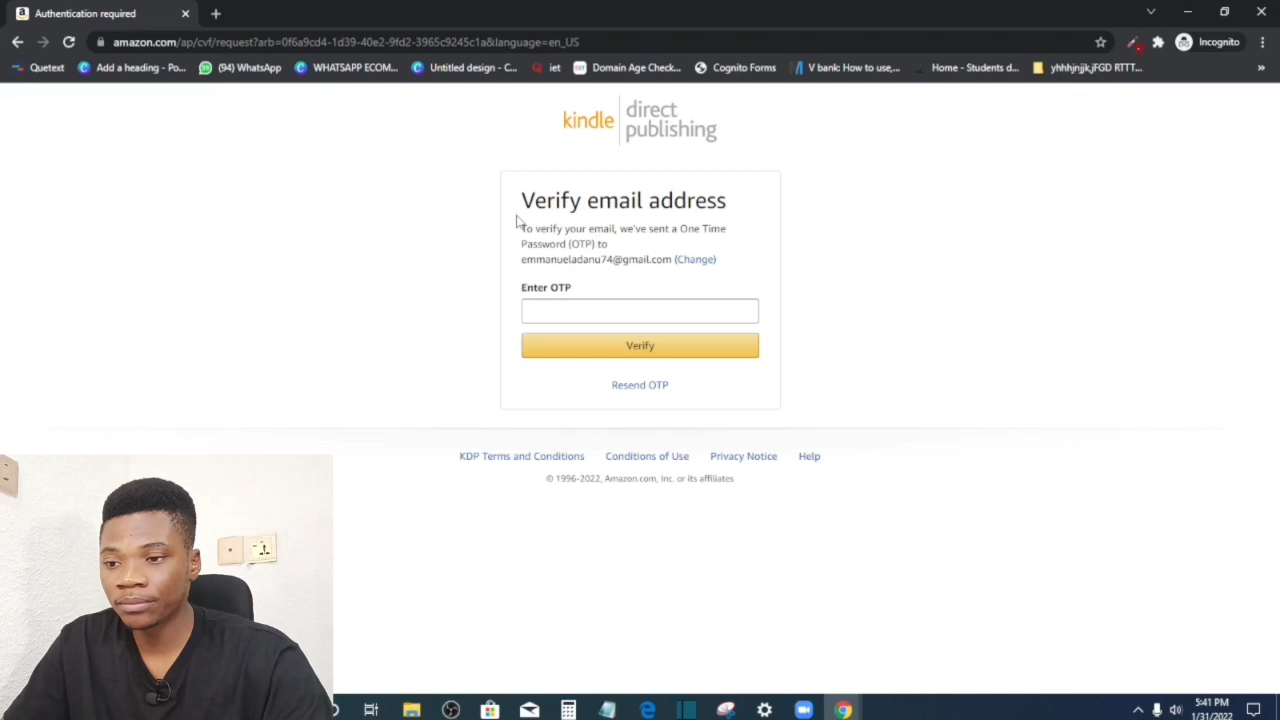 Authentication required
amazon.com/ap/cvf/request?arb=0f6a9cd4-1d39-40e2-9fd2-3965c9245c1a&language=en_US
Incognito
Quetext
Add a heading - Po...
(94) WhatsApp
WHATSAPP ECOM...
Untitled design - C...
iet
Domain Age Check...
Cognito Forms
V bank: How to use,...
Home - Students d...
yhhhjnjjk,jFGD RTTT...
»
kindle direct publishing
Verify email address
To verify your email, we've sent a One Time
Password (OTP) to
emmanueladanu74@gmail.com (Change)
Enter OTP
Verify
Resend OTP
KDP Terms and Conditions
Conditions of Use
Privacy Notice
Help
© 1996-2022, Amazon.com, Inc. or its affiliates
5:41 PM
1/31/2022